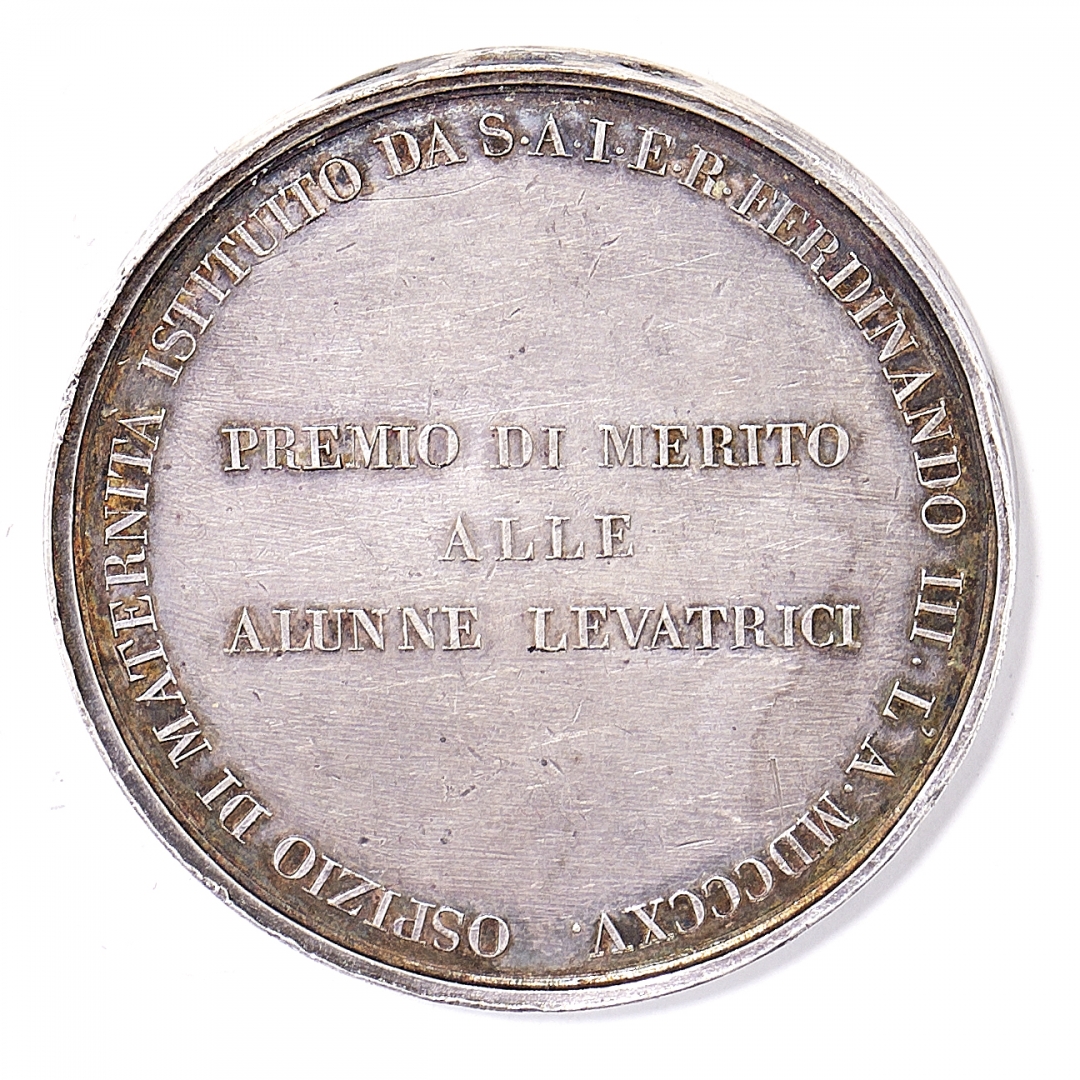 OSPIZIO DI MATERNITÀ ISTITUITO DA S·A·I·E·R·FERDINANDO III·L'A·MDCCCXV·
PREMIO DI MERITO
ALLE
ALUNNE LEVATRICI